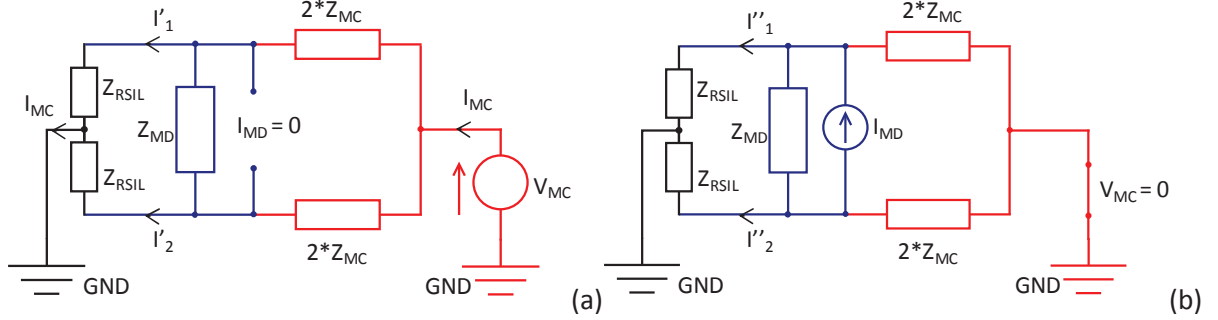 I'1
2*ZMC
ZRSIL
IMC
ZMD
IMD = 0
IMC
ZRSIL
VMC
I'2
2*ZMC
GND
GND
(a)
I''1
2*ZMC
ZRSIL
ZMD
IMD
ZRSIL
VMC = 0
I''2
2*ZMC
GND
GND
(b)